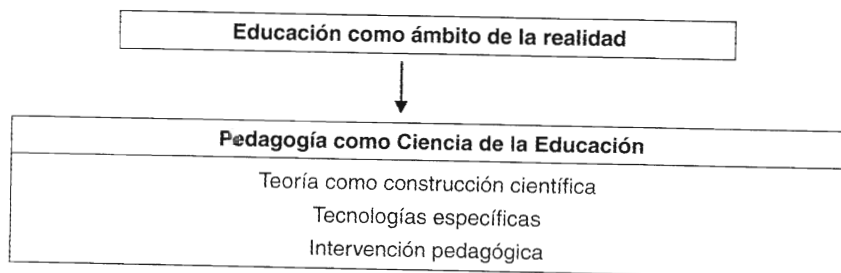 Educación como ámbito de la realidad
Pedagogía como Ciencia de la Educación
Teoría como construcción científica
Tecnologías específicas
Intervención pedagógica